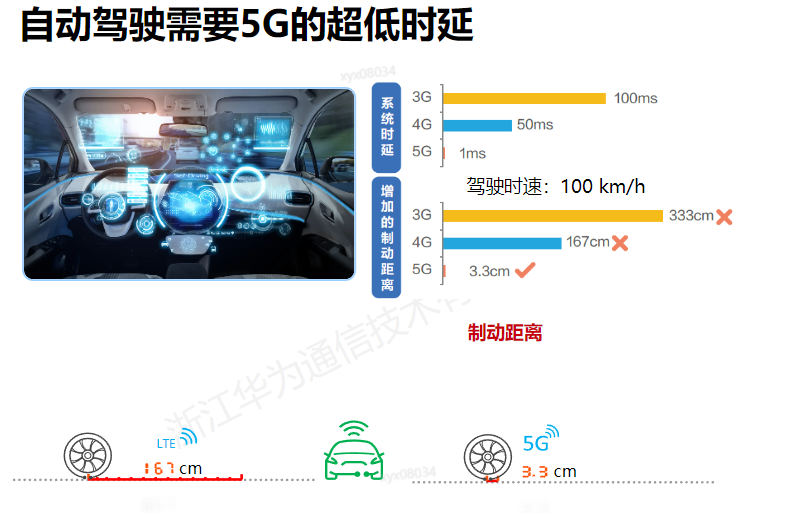 自动驾驶需要5G的超低时延
xyx08034
系统时延
3G 100ms
4G 50ms
5G 1ms
驾驶时速：100 km/h
增加的制动距离
3G 333cm
4G 167cm
5G 3.3cm
制动距离
浙江华为通信技术有
LTE
167 cm
5G
3.3 cm
xyx08034
Self-Driving